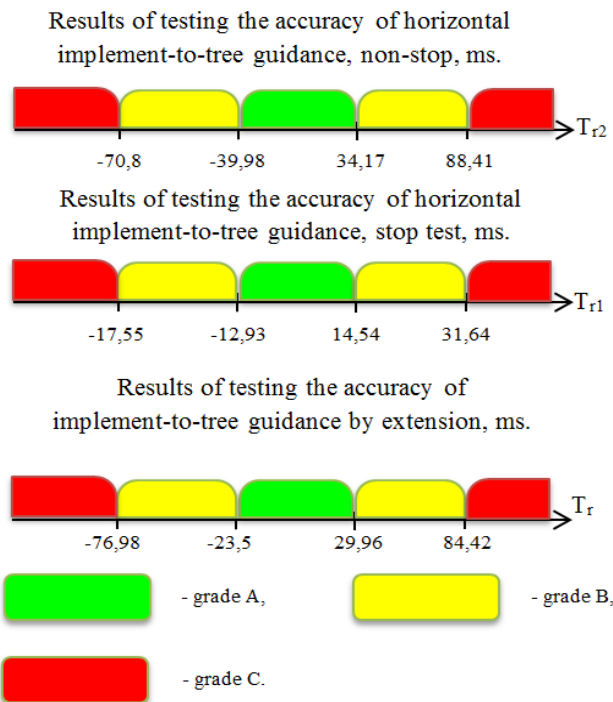 Results of testing the accuracy of horizontal
implement-to-tree guidance, non-stop, ms.
Tr2
-70,8 -39,98 34,17 88,41
Results of testing the accuracy of horizontal
implement-to-tree guidance, stop test, ms.
Tr1
-17,55 -12,93 14,54 31,64
Results of testing the accuracy of
implement-to-tree guidance by extension, ms.
Tr
-76,98 -23,5 29,96 84,42
- grade A, - grade B,
- grade C.